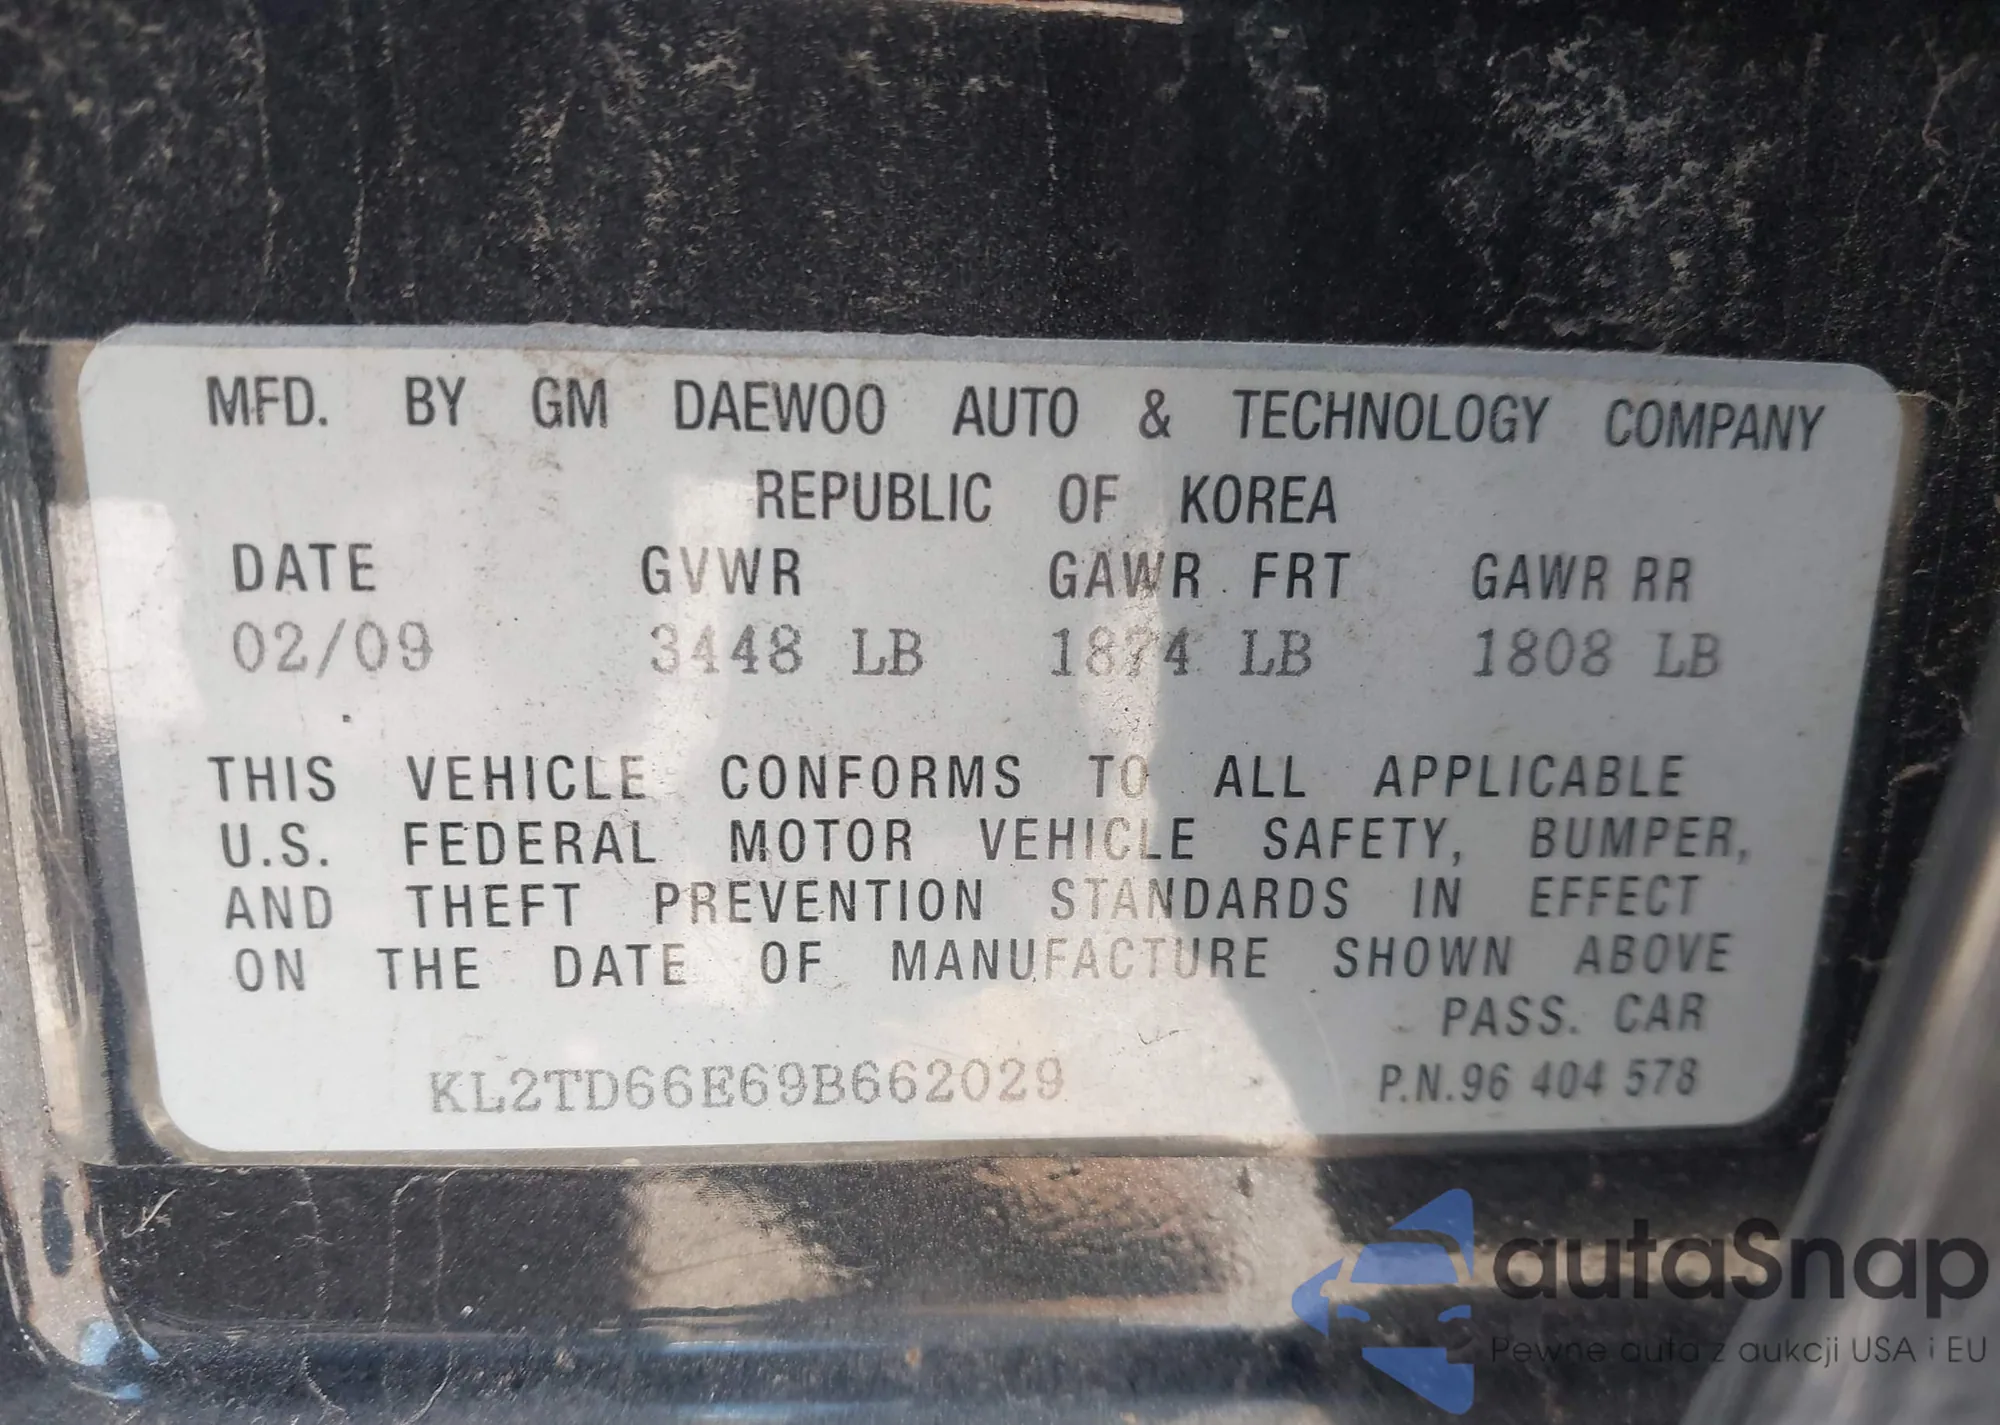 MFD. BY GM DAEWOO AUTO & TECHNOLOGY COMPANY
REPUBLIC OF KOREA
DATE GVWR GAWR FRT GAWR RR
02/09 3448 LB 1874 LB 1808 LB
THIS VEHICLE CONFORMS TO ALL APPLICABLE
U.S. FEDERAL MOTOR VEHICLE SAFETY, BUMPER,
AND THEFT PREVENTION STANDARDS IN EFFECT
ON THE DATE OF MANUFACTURE SHOWN ABOVE
PASS. CAR
KL2TD66E69B662029 P.N.96 404 578
autaSnap
Pewne auta z aukcji USA i EU